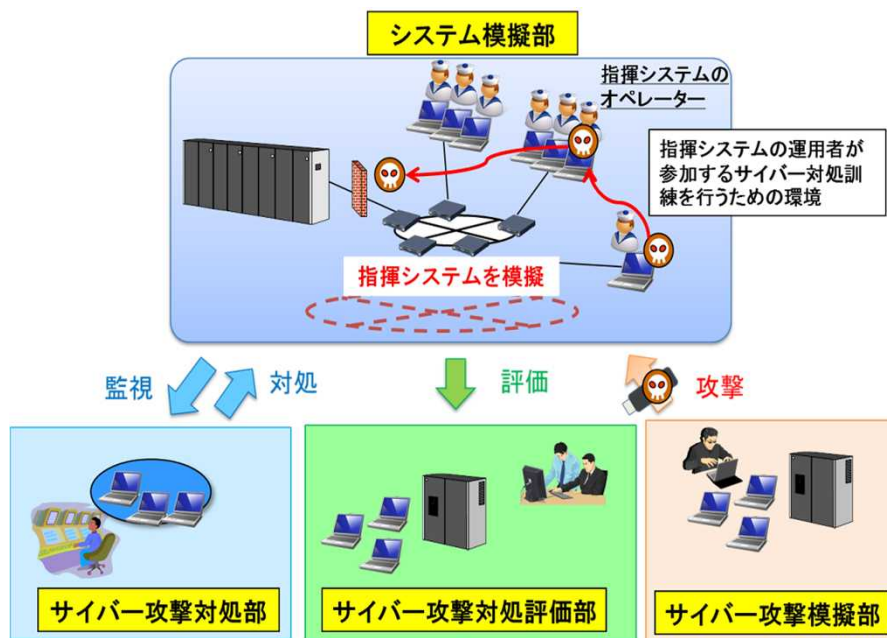 システム模擬部
指揮システムの
オペレーター
指揮システムの運用者が
参加するサイバー対処訓
練を行うための環境
指揮システムを模擬
監視
対処
評価
攻撃
サイバー攻撃対処部
サイバー攻撃対処評価部
サイバー攻撃模擬部